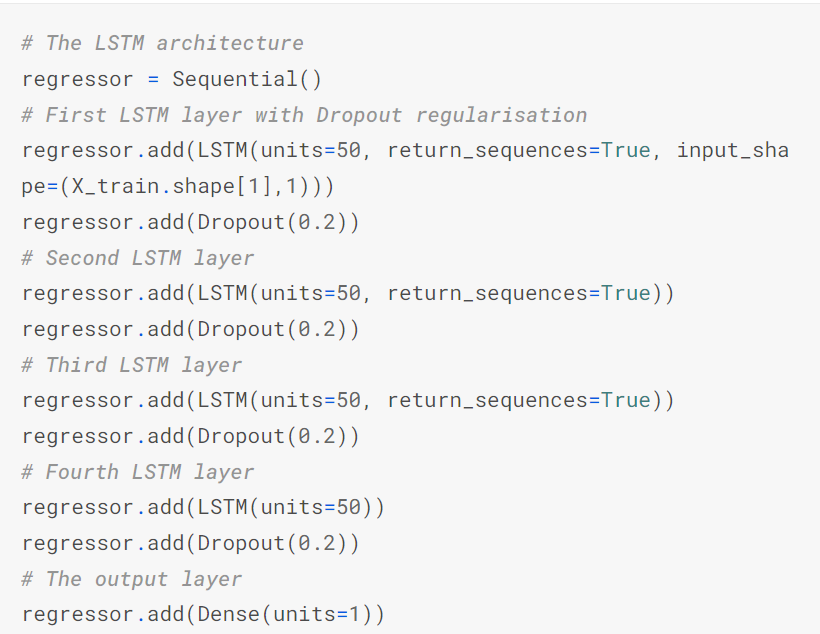 # The LSTM architecture
regressor = Sequential()
# First LSTM layer with Dropout regularisation
regressor.add(LSTM(units=50, return_sequences=True, input_sha
pe=(X_train.shape[1],1)))
regressor.add(Dropout(0.2))
# Second LSTM layer
regressor.add(LSTM(units=50, return_sequences=True))
regressor.add(Dropout(0.2))
# Third LSTM layer
regressor.add(LSTM(units=50, return_sequences=True))
regressor.add(Dropout(0.2))
# Fourth LSTM layer
regressor.add(LSTM(units=50))
regressor.add(Dropout(0.2))
# The output layer
regressor.add(Dense(units=1))